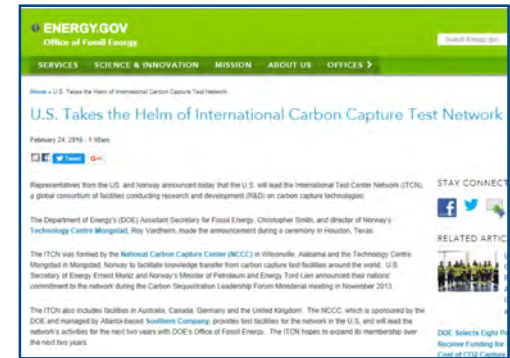 ENERGY.GOV
Office of Fossil Energy
Search Energy.gov
SERVICES SCIENCE & INNOVATION MISSION ABOUT US OFFICES
Home » U.S. Takes the Helm of International Carbon Capture Test Network
U.S. Takes the Helm of International Carbon Capture Test Network
February 24, 2016 - 1:10am
Tweet G+1
Representatives from the U.S. and Norway announced today that the U.S. will lead the International Test Center Network (ITCN),
a global consortium of facilities conducting research and development (R&D) on carbon capture technologies.
STAY CONNECT
The Department of Energy's (DOE) Assistant Secretary for Fossil Energy, Christopher Smith, and director of Norway's
Technology Centre Mongstad, Roy Vardheim, made the announcement during a ceremony in Houston, Texas.
RELATED ARTIC
The ITCN was formed by the National Carbon Capture Center (NCCC) in Wilsonville, Alabama and the Technology Centre
Mongstad in Mongstad, Norway to facilitate knowledge transfer from carbon capture test facilities around the world. U.S.
Secretary of Energy Ernest Moniz and Norway's Minister of Petroleum and Energy Tord Lien announced their nations'
commitment to the network during the Carbon Sequestration Leadership Forum Ministerial meeting in November 2013.
The ITCN also includes facilities in Australia, Canada, Germany and the United Kingdom. The NCCC, which is sponsored by the
DOE and managed by Atlanta-based Southern Company, provides test facilities for the network in the U.S, and will lead the
network's activities for the next two years with DOE's Office of Fossil Energy. The ITCN hopes to expand its membership over
the next two years.
DOE Selects Eight P
Receive Funding for
Cost of CO2 Capture